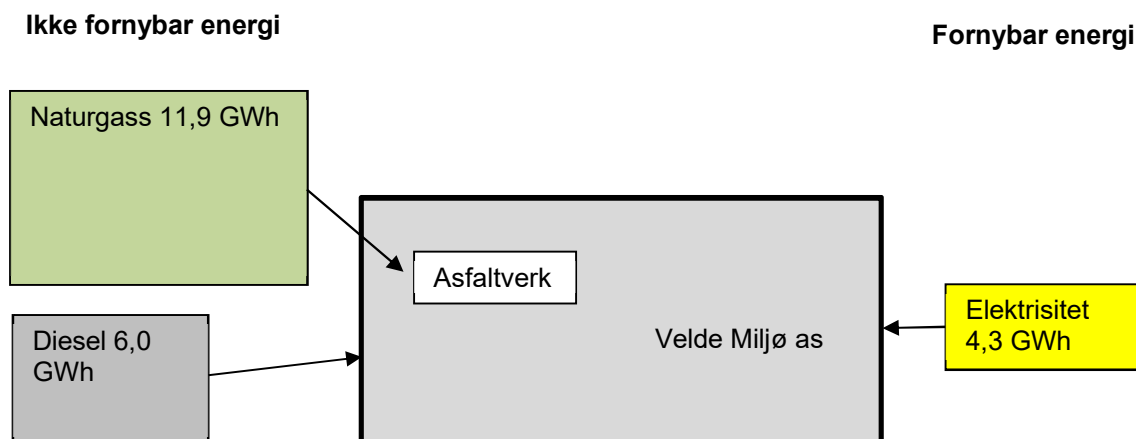 Ikke fornybar energi
Fornybar energi
Naturgass 11,9 GWh
Asfaltverk
Diesel 6,0
GWh
Velde Miljø as
Elektrisitet
4,3 GWh